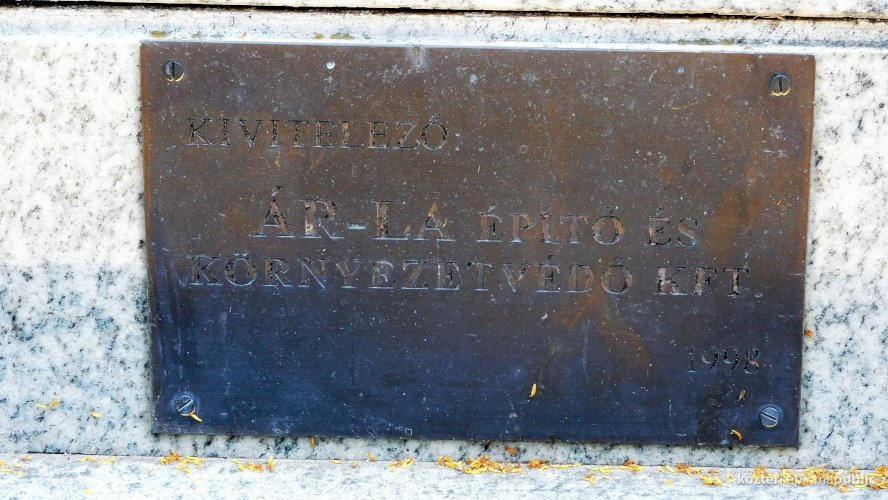 KIVITELEZŐ
ÁR-LA ÉPÍTŐ ÉS
KÖRNYEZETVÉDŐ KFT
1998